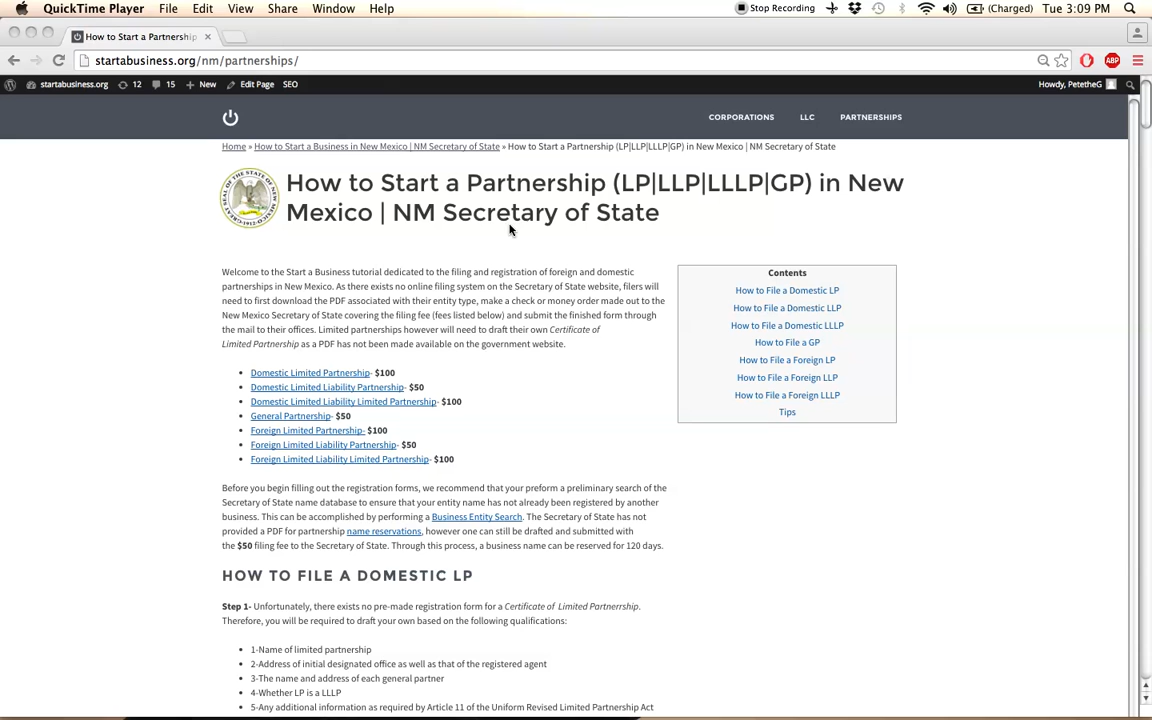 QuickTime Player File Edit View Share Window Help Stop Recording (Charged) Tue 3:09 PM
How to Start a Partnership ×
startabusiness.org/nm/partnerships/ ABP
startabusiness.org 12 15 + New Edit Page SEO Howdy, PetetheG
CORPORATIONS LLC PARTNERSHIPS
Home » How to Start a Business in New Mexico | NM Secretary of State » How to Start a Partnership (LP|LLP|LLLP|GP) in New Mexico | NM Secretary of State
How to Start a Partnership (LP|LLP|LLLP|GP) in New
Mexico | NM Secretary of State
Welcome to the Start a Business tutorial dedicated to the filing and registration of foreign and domestic
partnerships in New Mexico. As there exists no online filing system on the Secretary of State website, filers will
need to first download the PDF associated with their entity type, make a check or money order made out to the
New Mexico Secretary of State covering the filing fee (fees listed below) and submit the finished form through
the mail to their offices. Limited partnerships however will need to draft their own Certificate of
Limited Partnership as a PDF has not been made available on the government website.
Contents
How to File a Domestic LP
How to File a Domestic LLP
How to File a Domestic LLLP
How to File a GP
How to File a Foreign LP
How to File a Foreign LLP
How to File a Foreign LLLP
Tips
• Domestic Limited Partnership- $100
• Domestic Limited Liability Partnership- $50
• Domestic Limited Liability Limited Partnership- $100
• General Partnership- $50
• Foreign Limited Partnership- $100
• Foreign Limited Liability Partnership- $50
• Foreign Limited Liability Limited Partnership- $100
Before you begin filling out the registration forms, we recommend that your preform a preliminary search of the
Secretary of State name database to ensure that your entity name has not already been registered by another
business. This can be accomplished by performing a Business Entity Search. The Secretary of State has not
provided a PDF for partnership name reservations, however one can still be drafted and submitted with
the $50 filing fee to the Secretary of State. Through this process, a business name can be reserved for 120 days.
HOW TO FILE A DOMESTIC LP
Step 1- Unfortunately, there exists no pre-made registration form for a Certificate of Limited Partnerrship.
Therefore, you will be required to draft your own based on the following qualifications:
• 1-Name of limited partnership
• 2-Address of initial designated office as well as that of the registered agent
• 3-The name and address of each general partner
• 4-Whether LP is a LLLP
• 5-Any additional information as required by Article 11 of the Uniform Revised Limited Partnership Act